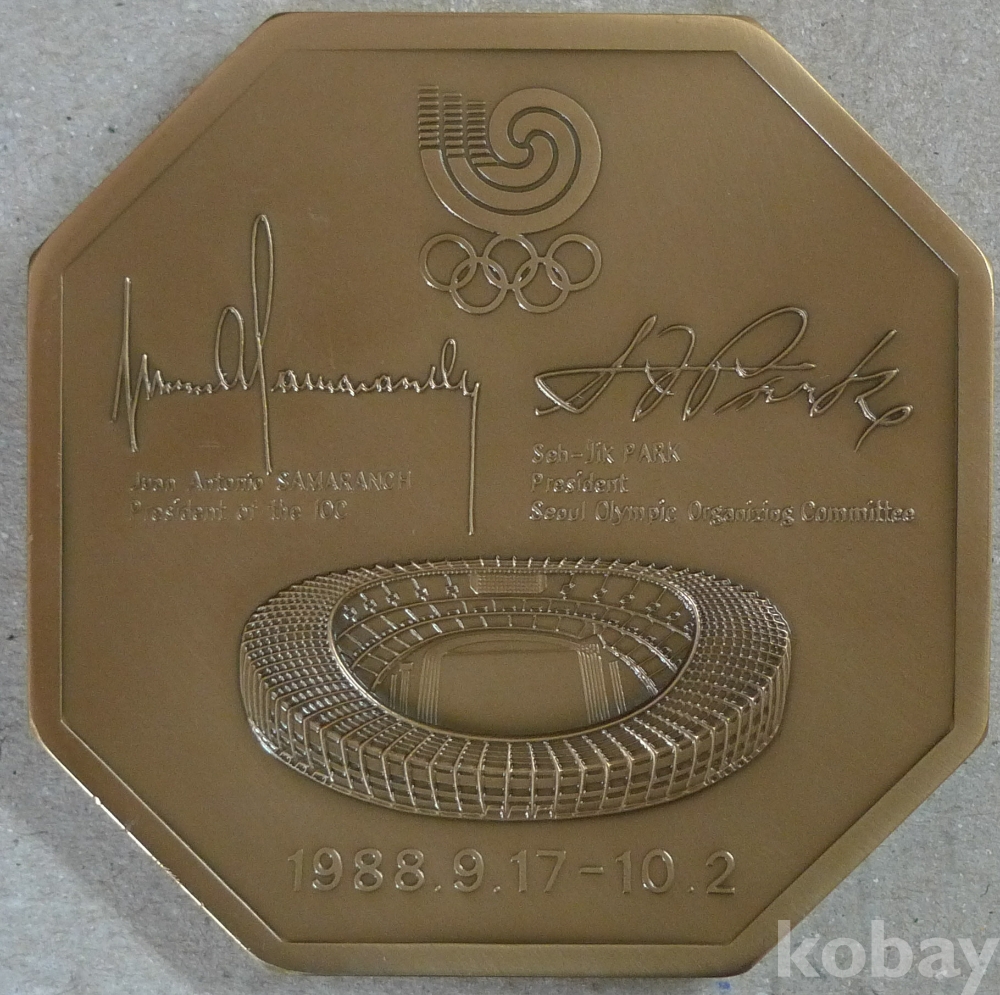 Juan Antonio SAMARANCH
President of the IOC
Seh-Jik PARK
President
Seoul Olympic Organizing Committee
1988.9.17-10.2
kobay